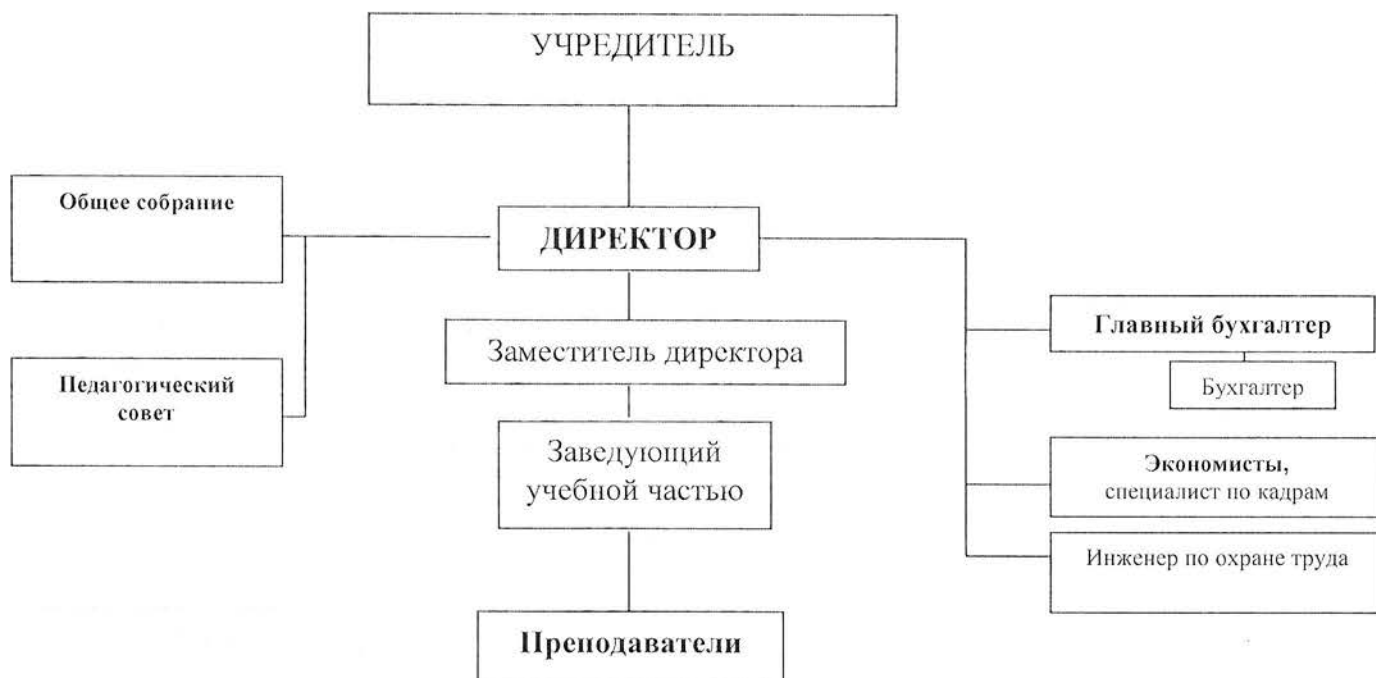 УЧРЕДИТЕЛЬ
Общее собрание
ДИРЕКТОР
Заместитель директора
Главный бухгалтер
Бухгалтер
Педагогический
совет
Заведующий
учебной частью
Экономисты,
специалист по кадрам
Инженер по охране труда
Преподаватели